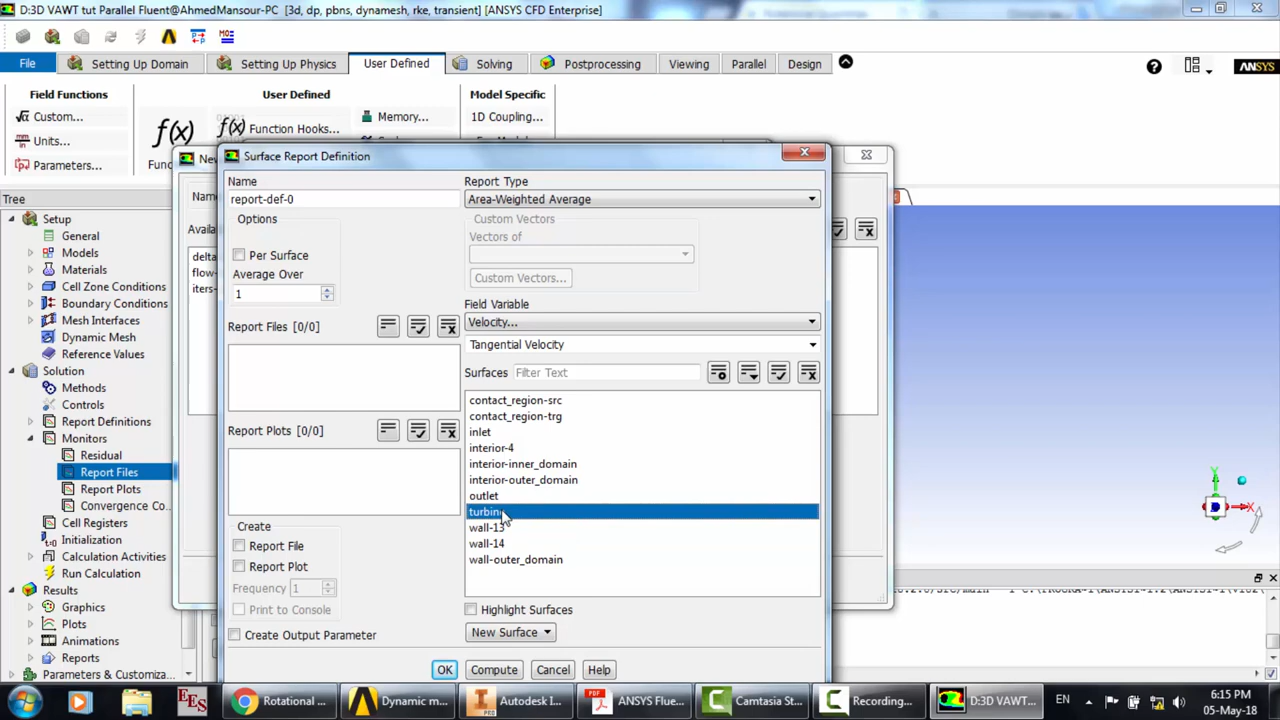 D:3D VAWT tut Parallel Fluent@AhmedMansour-PC [3d, dp, pbns, dynamesh, rke, transient] [ANSYS CFD Enterprise]
File
Setting Up Domain
Setting Up Physics
User Defined
Solving
Postprocessing
Viewing
Parallel
Design
ANSYS
Field Functions
User Defined
Model Specific
Custom...
Units...
Parameters...
f(x)
f(x) Function Hooks...
Memory...
1D Coupling...
Surface Report Definition
Name
report-def-0
Options
Per Surface
Average Over
1
Report Files [0/0]
Report Plots [0/0]
Create
Report File
Report Plot
Frequency 1
Print to Console
Create Output Parameter
Report Type
Area-Weighted Average
Custom Vectors
Vectors of
Custom Vectors...
Field Variable
Velocity...
Tangential Velocity
Surfaces
Filter Text
contact_region-src
contact_region-trg
inlet
interior-4
interior-inner_domain
interior-outer_domain
outlet
wall-13
wall-14
wall-outer_domain
Highlight Surfaces
New Surface
OK
Compute
Cancel
Help
Tree
Setup
General
Models
Materials
Cell Zone Conditions
Boundary Conditions
Mesh Interfaces
Dynamic Mesh
Reference Values
Solution
Methods
Controls
Report Definitions
Monitors
Residual
Report Files
Report Plots
Convergence Co...
Cell Registers
Initialization
Calculation Activities
Run Calculation
Results
Graphics
Plots
Animations
Reports
Parameters & Customiza...
Y
X
EES
Rotational ...
Dynamic m...
Autodesk I...
ANSYS Flue...
Camtasia St...
Recording...
D:3D VAWT...
EN
6:15 PM
05-May-18